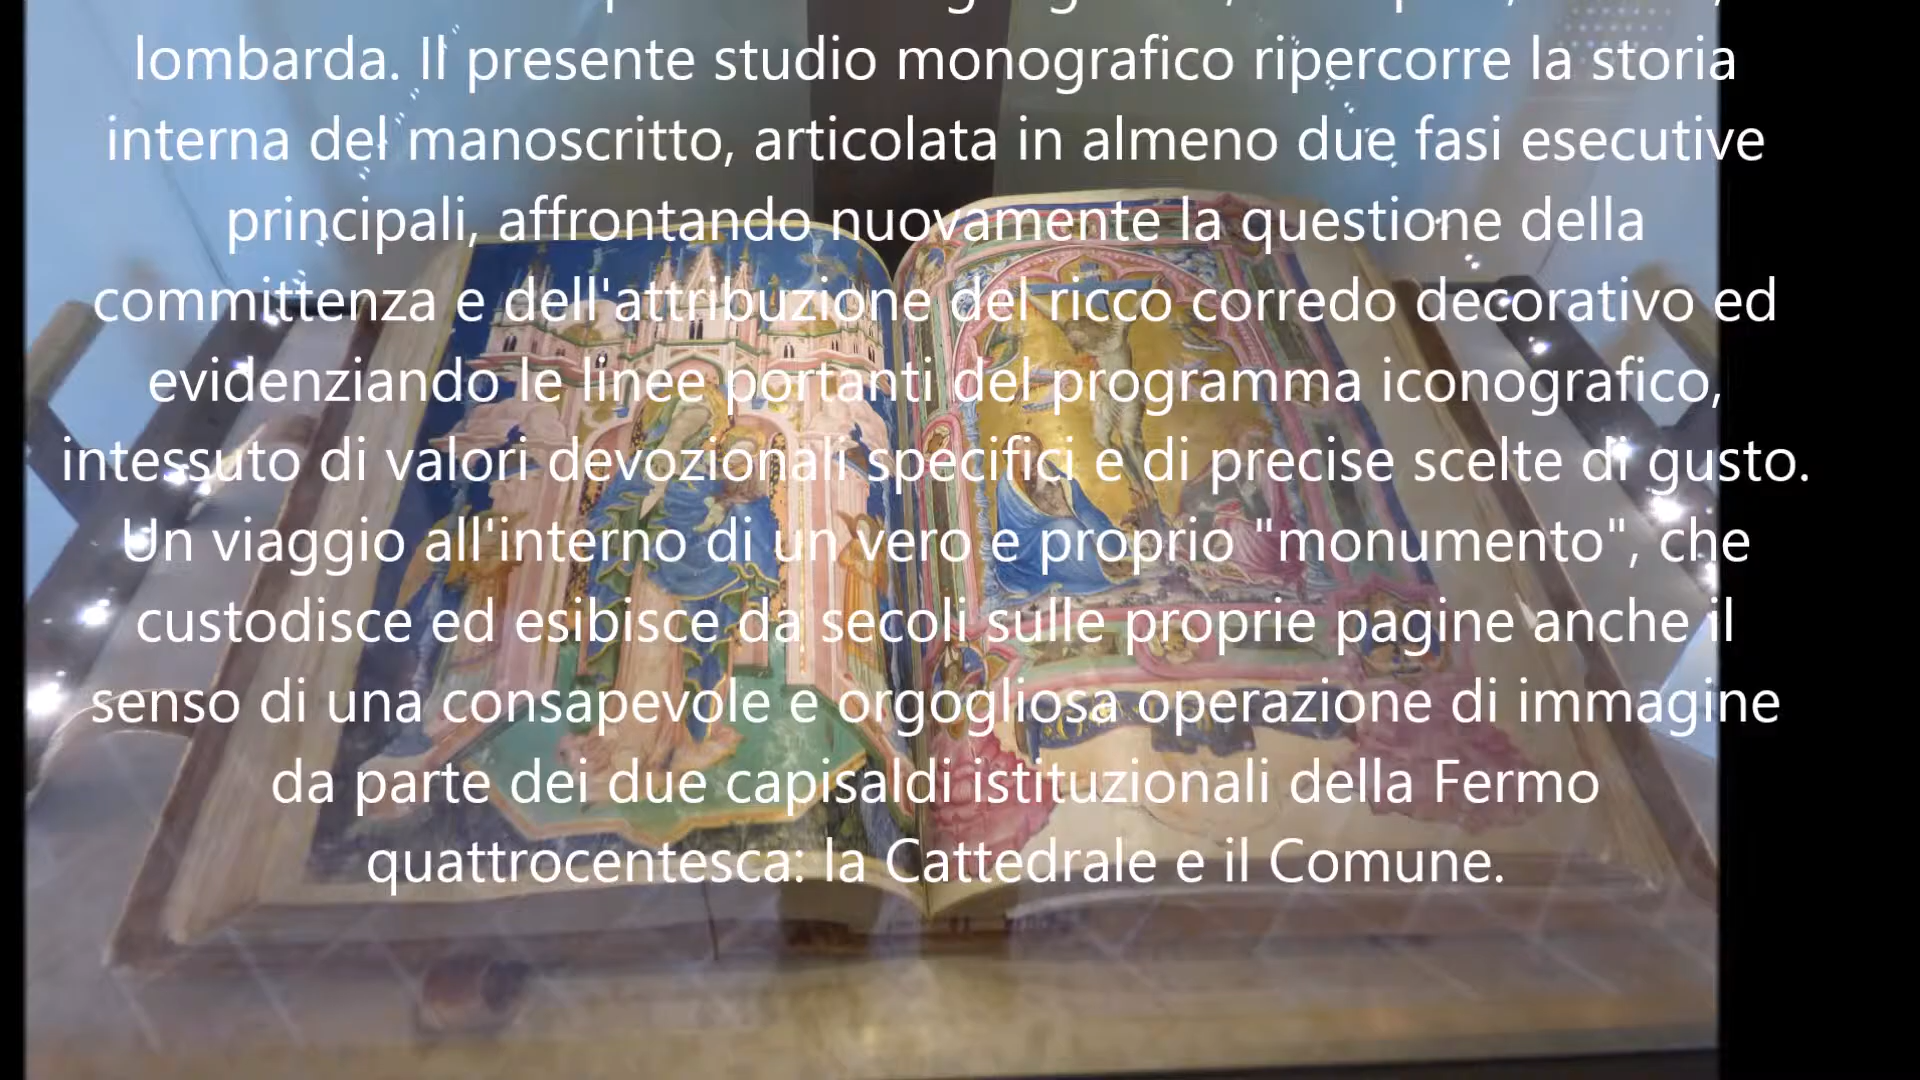 lombarda. Il presente studio monografico ripercorre la storia
interna del manoscritto, articolata in almeno due fasi esecutive
principali, affrontando nuovamente la questione della
committenza e dell'attribuzione del ricco corredo decorativo ed
evidenziando le linee portanti del programma iconografico,
intessuto di valori devozionali specifici e di precise scelte di gusto.
Un viaggio all'interno di un vero e proprio "monumento", che
custodisce ed esibisce da secoli sulle proprie pagine anche il
senso di una consapevole e orgogliosa operazione di immagine
da parte dei due capisaldi istituzionali della Fermo
quattrocentesca: la Cattedrale e il Comune.